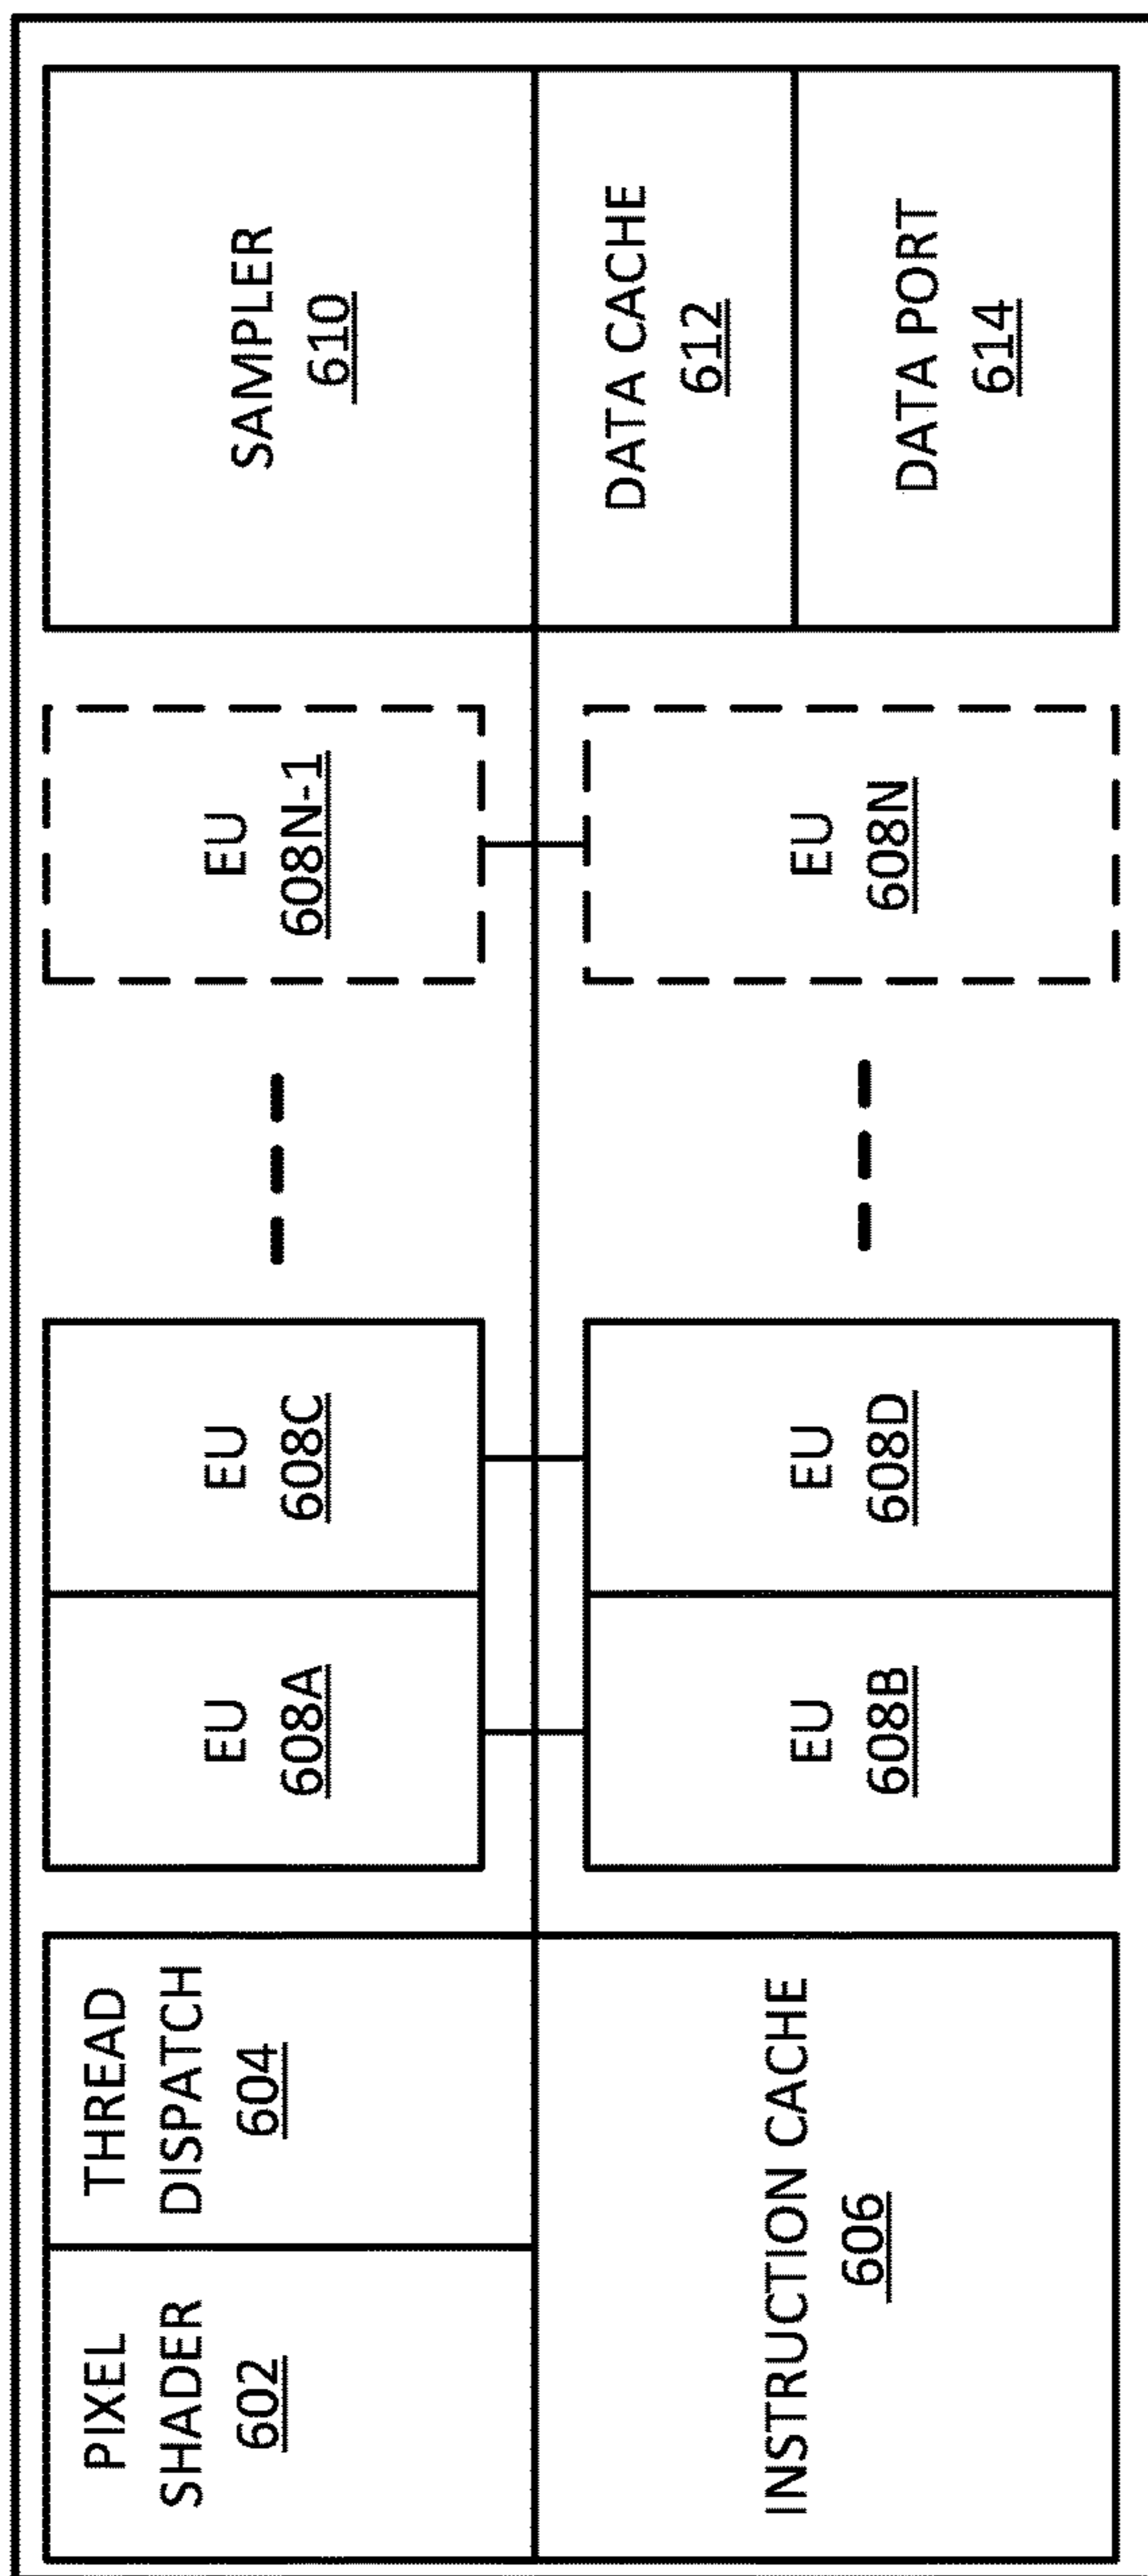 PIXEL
SHADER
602
THREAD
DISPATCH
604
INSTRUCTION CACHE
606
EU
608A
EU
608C
EU
608B
EU
608D
EU
608N-1
EU
608N
SAMPLER
610
DATA CACHE
612
DATA PORT
614